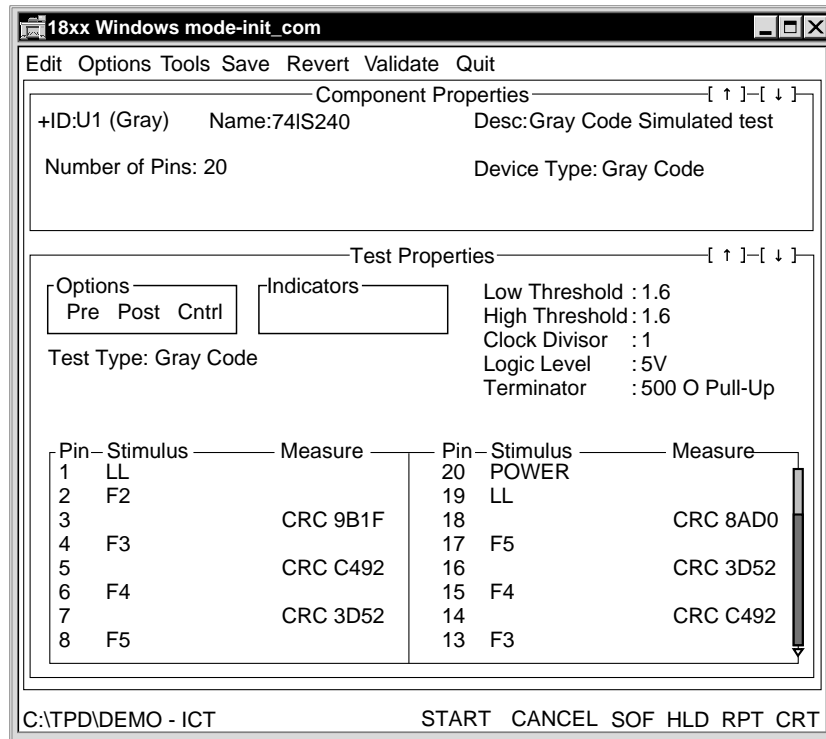 18xx Windows mode-init_com
Edit Options Tools Save Revert Validate Quit
Component Properties [ ↑ ]-[ ↓ ]
+ID:U1 (Gray) Name:74lS240 Desc:Gray Code Simulated test
Number of Pins: 20 Device Type: Gray Code
Test Properties [ ↑ ]-[ ↓ ]
Options Indicators Low Threshold : 1.6
Pre Post Cntrl High Threshold : 1.6
Clock Divisor : 1
Test Type: Gray Code Logic Level : 5V
Terminator : 500 O Pull-Up
Pin Stimulus Measure Pin Stimulus Measure
1 LL 20 POWER
2 F2 19 LL
3 CRC 9B1F 18 CRC 8AD0
4 F3 17 F5
5 CRC C492 16 CRC 3D52
6 F4 15 F4
7 CRC 3D52 14 CRC C492
8 F5 13 F3
C:\TPD\DEMO - ICT START CANCEL SOF HLD RPT CRT